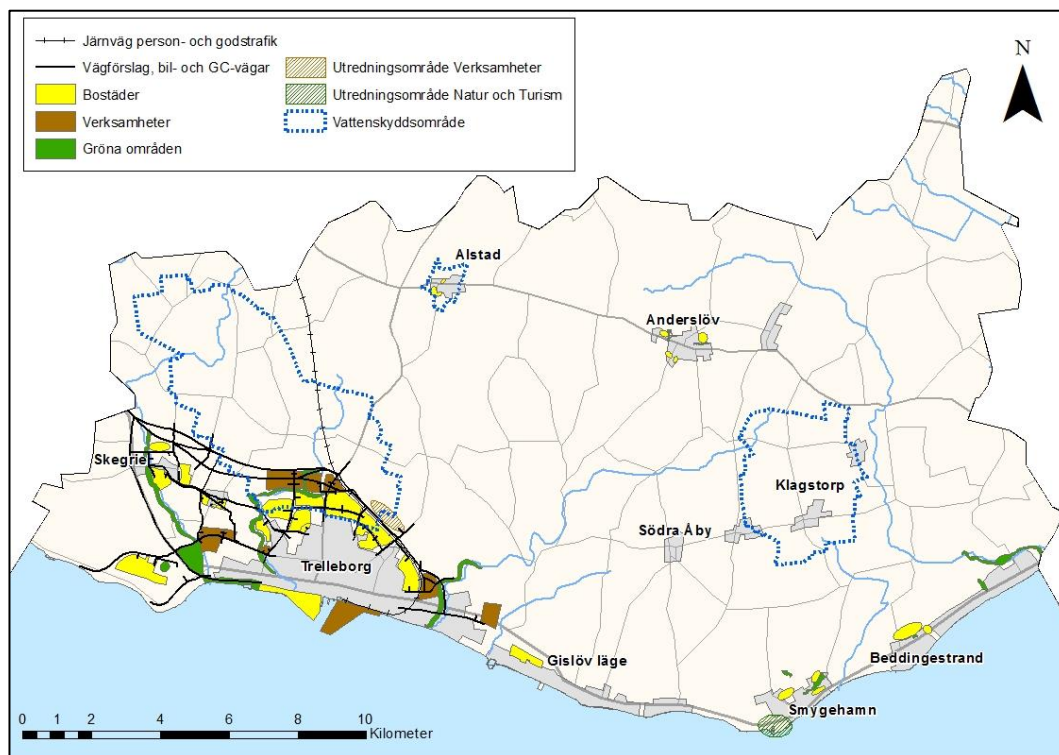 Järnväg person- och godstrafik
Vägförslag, bil- och GC-vägar
Bostäder
Verksamheter
Gröna områden
Utredningsområde Verksamheter
Utredningsområde Natur och Turism
Vattenskyddsområde
N
Alstad
Anderslöv
Skegrie
Klagstorp
Södra Åby
Trelleborg
Gislöv läge
Beddingestrand
Smygehamn
0 1 2 4 6 8 10
Kilometer